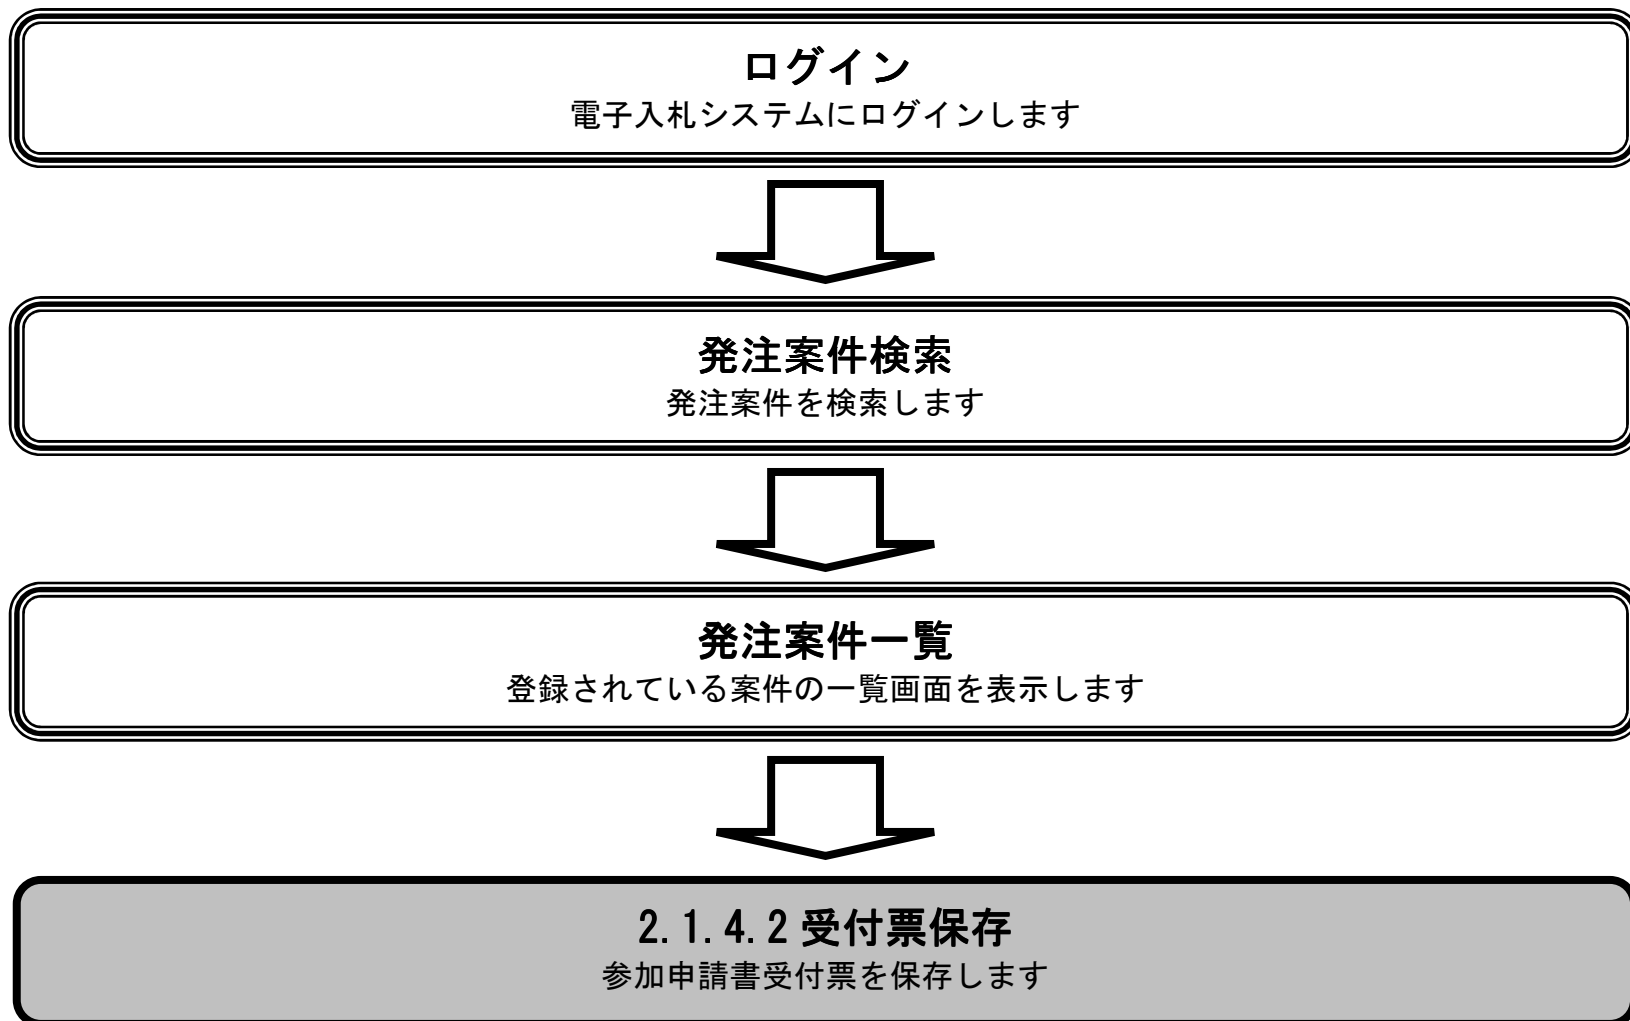 ログイン
電子入札システムにログインします
発注案件検索
発注案件を検索します
発注案件一覧
登録されている案件の一覧画面を表示します
2.1.4.2 受付票保存
参加申請書受付票を保存します